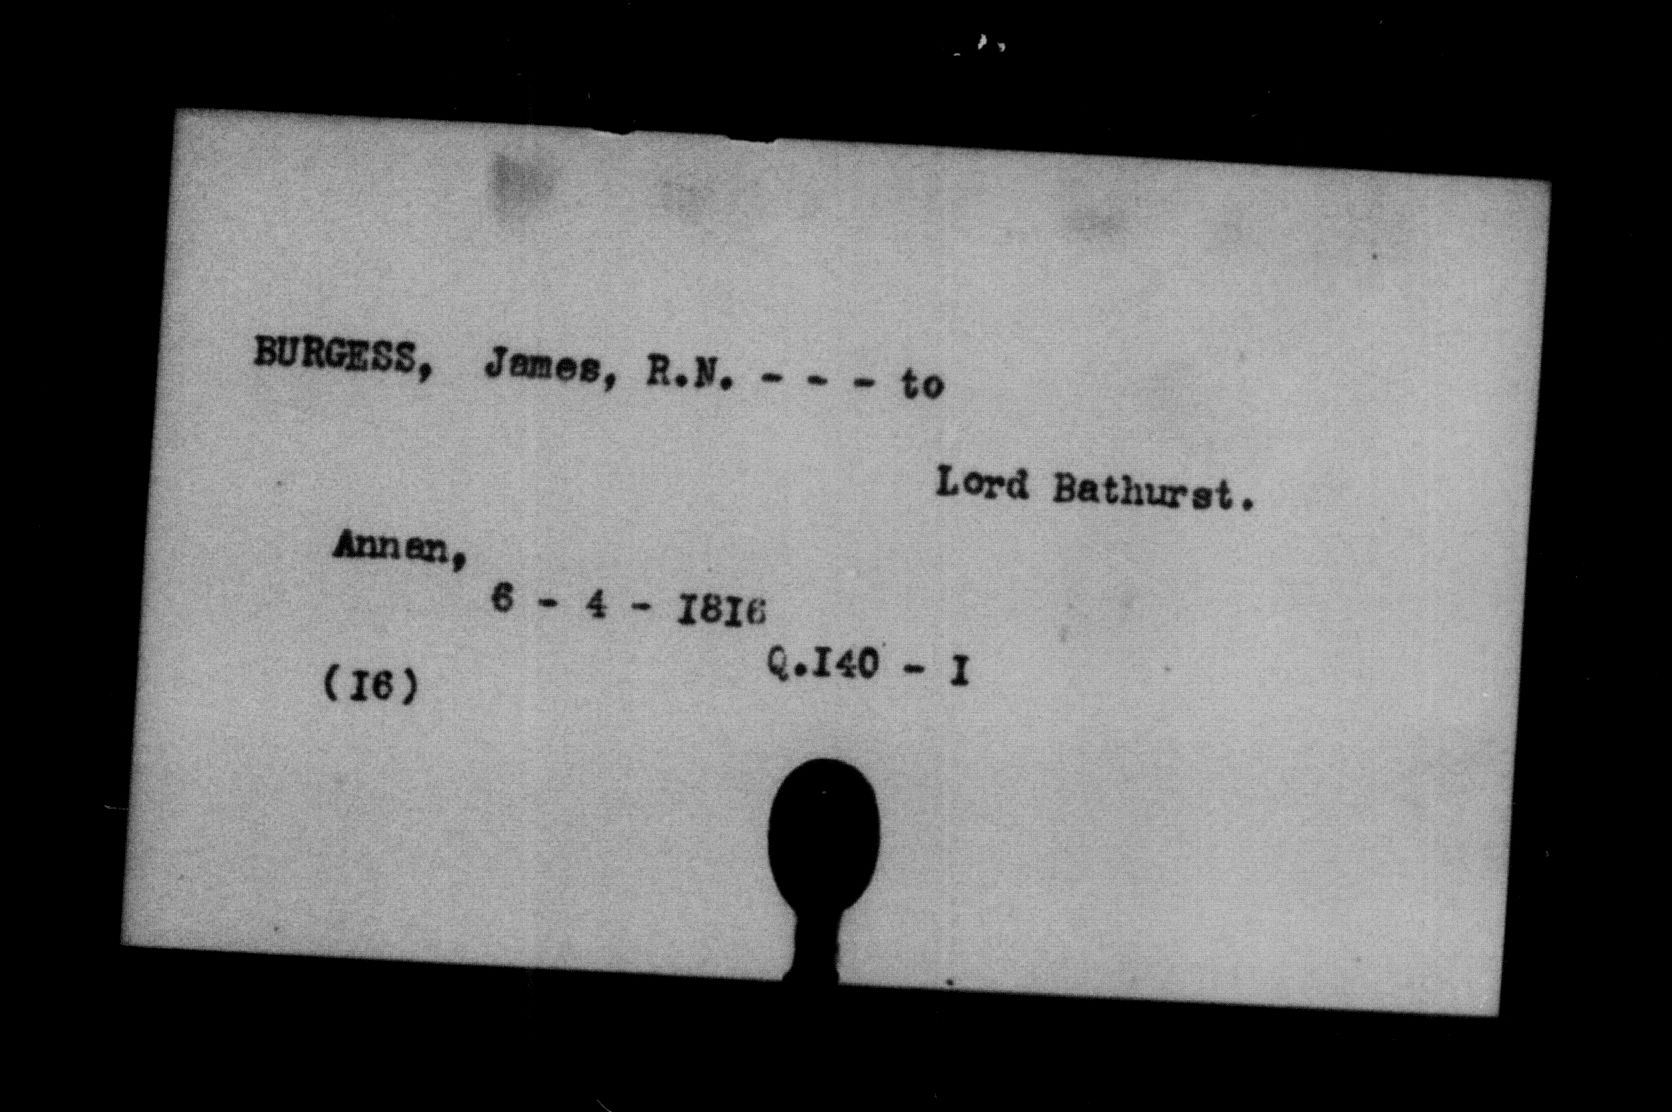 BURGESS, James, R.N. - - - to
Lord Bathurst.
Annan,
6 - 4 - I8I6
Q.I40 - I
(I6)